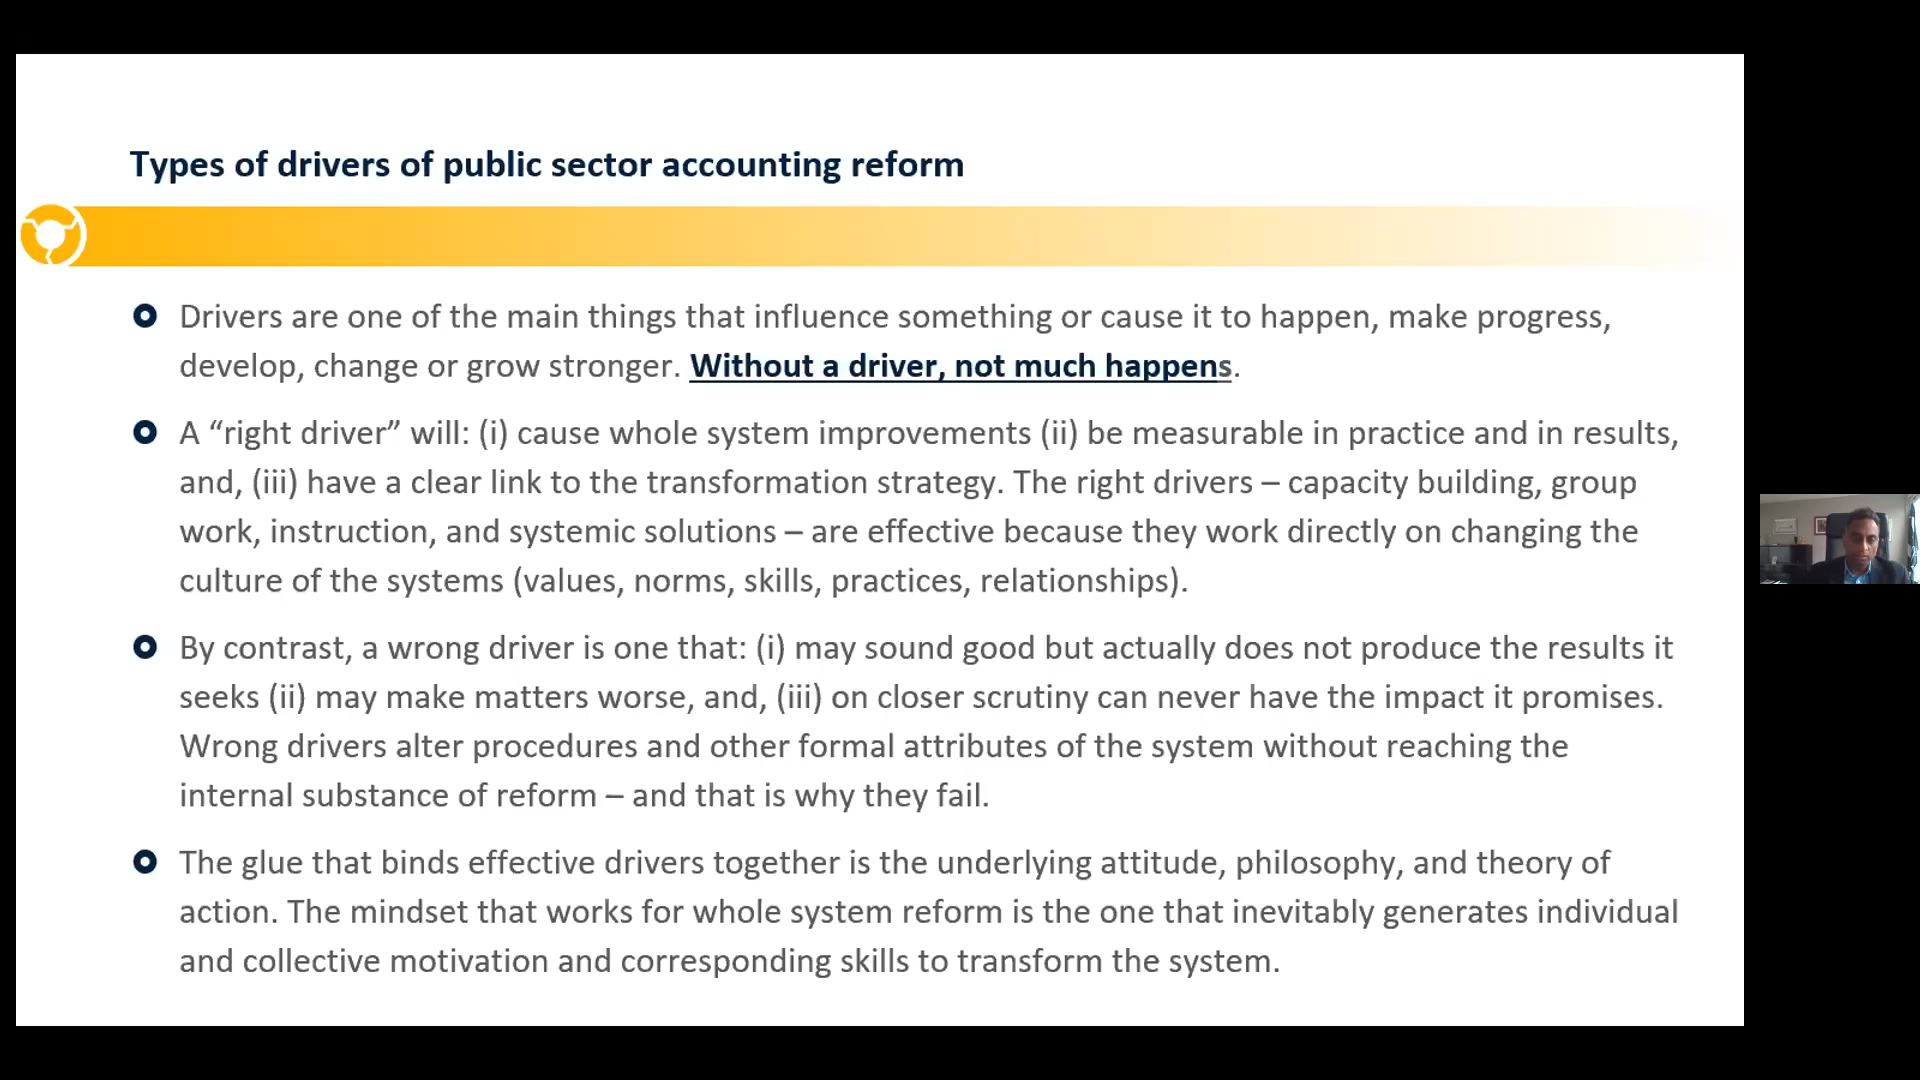 Types of drivers of public sector accounting reform
Drivers are one of the main things that influence something or cause it to happen, make progress,
develop, change or grow stronger. Without a driver, not much happens.
A “right driver” will: (i) cause whole system improvements (ii) be measurable in practice and in results,
and, (iii) have a clear link to the transformation strategy. The right drivers – capacity building, group
work, instruction, and systemic solutions – are effective because they work directly on changing the
culture of the systems (values, norms, skills, practices, relationships).
By contrast, a wrong driver is one that: (i) may sound good but actually does not produce the results it
seeks (ii) may make matters worse, and, (iii) on closer scrutiny can never have the impact it promises.
Wrong drivers alter procedures and other formal attributes of the system without reaching the
internal substance of reform – and that is why they fail.
The glue that binds effective drivers together is the underlying attitude, philosophy, and theory of
action. The mindset that works for whole system reform is the one that inevitably generates individual
and collective motivation and corresponding skills to transform the system.